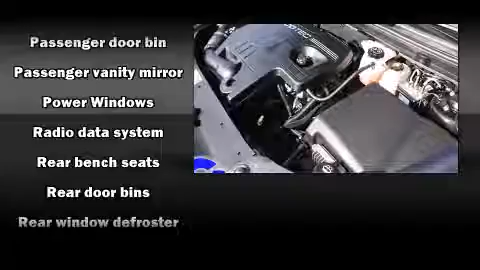 Passenger door bin
Passenger vanity mirror
Power Windows
Radio data system
Rear bench seats
Rear door bins
Rear window defroster